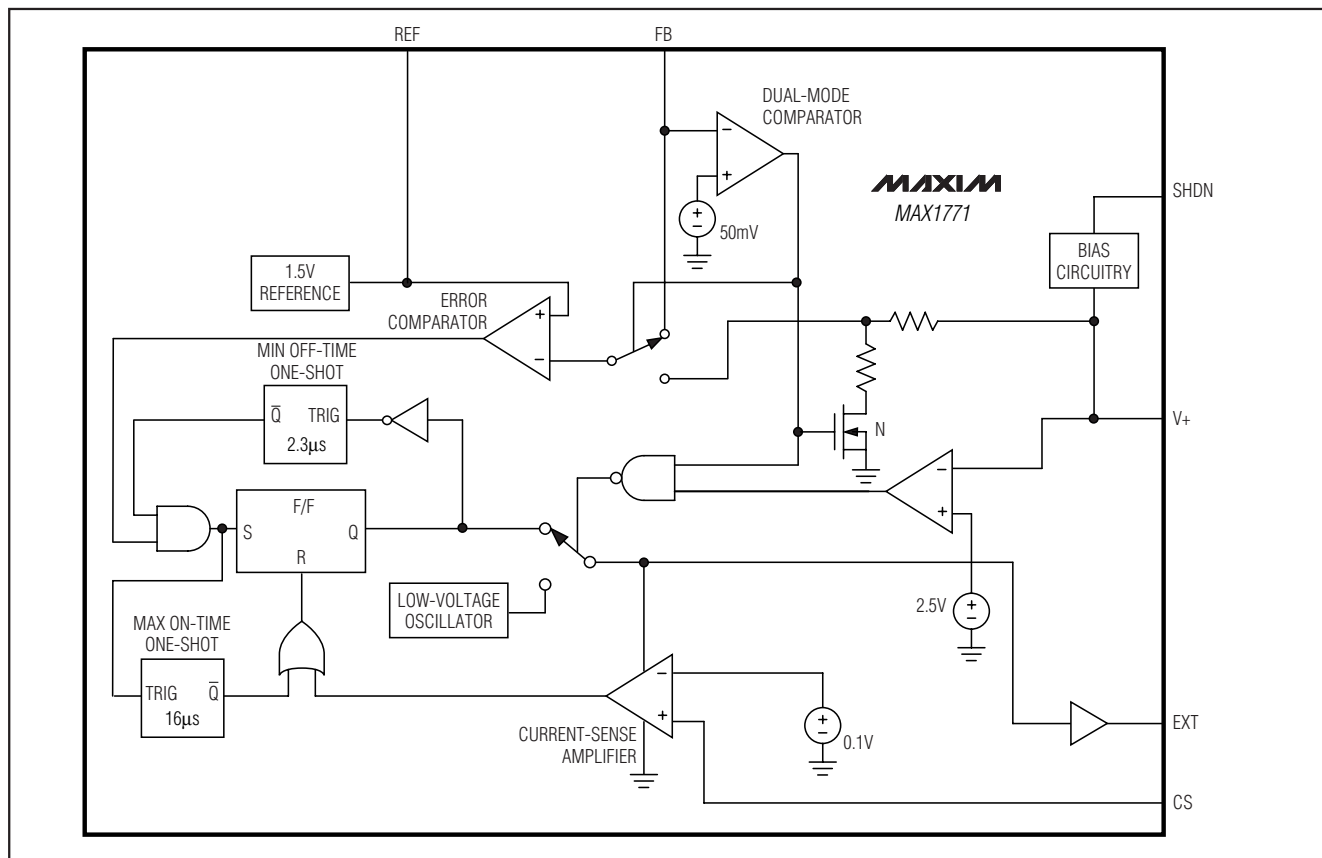 REF
FB
DUAL-MODE
COMPARATOR
−
+
+
−
50mV
MAXIM
MAX1771
SHDN
BIAS
CIRCUITRY
1.5V
REFERENCE
ERROR
COMPARATOR
+
−
MIN OFF-TIME
ONE-SHOT
Q̅ TRIG
2.3µs
N
V+
−
+
F/F
S Q
R
LOW-VOLTAGE
OSCILLATOR
2.5V
+
−
MAX ON-TIME
ONE-SHOT
TRIG Q̅
16µs
−
+
CURRENT-SENSE
AMPLIFIER
+
−
0.1V
EXT
CS